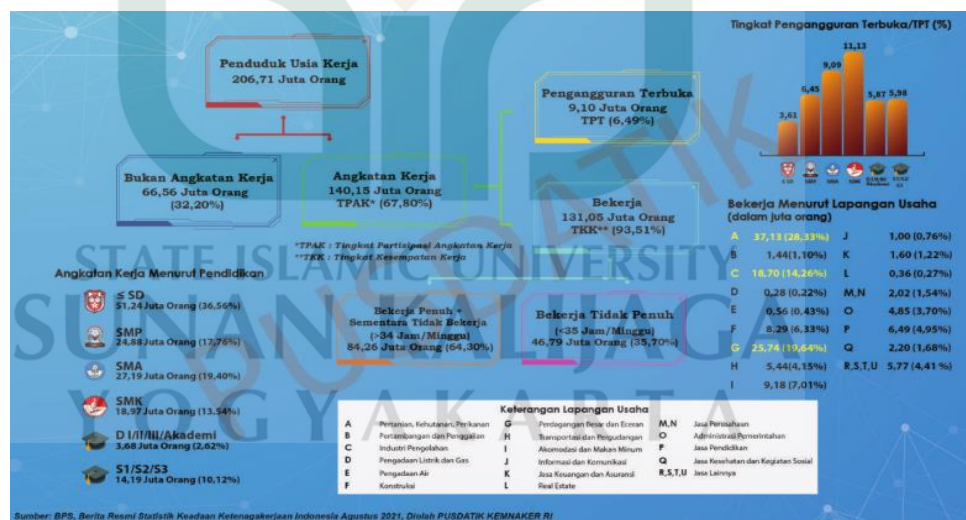 Tingkat Pengangguran Terbuka/TPT (%)
11,13
9,09
6,45
5,87 5,98
3,61
≤ SD
SMP
SMA
SMK
D I/II/III/
Akademi
S1/S2/
S3
Penduduk Usia Kerja
206,71 Juta Orang
Pengangguran Terbuka
9,10 Juta Orang
TPT (6,49%)
Bukan Angkatan Kerja
66,56 Juta Orang
(32,20%)
Angkatan Kerja
140,15 Juta Orang
TPAK* (67,80%)
Bekerja
131,05 Juta Orang
TKK** (93,51%)
*TPAK : Tingkat Partisipasi Angkatan Kerja
**TKK : Tingkat Kesempatan Kerja
Bekerja Penuh +
Sementara Tidak Bekerja
(>34 Jam/Minggu)
84,26 Juta Orang (64,30%)
Bekerja Tidak Penuh
(<35 Jam/Minggu)
46,79 Juta Orang (35,70%)
Angkatan Kerja Menurut Pendidikan
≤ SD
51,24 Juta Orang (36,56%)
SMP
24,88 Juta Orang (17,76%)
SMA
27,19 Juta Orang (19,40%)
SMK
18,97 Juta Orang (13,54%)
D I/II/III/Akademi
3,68 Juta Orang (2,62%)
S1/S2/S3
14,19 Juta Orang (10,12%)
Bekerja Menurut Lapangan Usaha
(dalam juta orang)
A 37,13 (28,33%) J 1,00 (0,76%)
B 1,44(1,10%) K 1,60 (1,22%)
C 18,70 (14,26%) L 0,36 (0,27%)
D 0,28 (0,22%) M,N 2,02 (1,54%)
E 0,56 (0,43%) O 4,85 (3,70%)
F 8,29 (6,33%) P 6,49 (4,95%)
G 25,74 (19,64%) Q 2,20 (1,68%)
H 5,44(4,15%) R,S,T,U 5,77 (4,41 %)
I 9,18 (7,01%)
Keterangan Lapangan Usaha
A Pertanian, Kehutanan, Perikanan G Perdagangan Besar dan Eceran M,N Jasa Perusahaan
B Pertambangan dan Penggalian H Transportasi dan Pergudangan O Administrasi Pemerintahan
C Industri Pengolahan I Akomodasi dan Makan Minum P Jasa Pendidikan
D Pengadaan Listrik dan Gas J Informasi dan Komunikasi Q Jasa Kesehatan dan Kegiatan Sosial
E Pengadaan Air K Jasa Keuangan dan Asuransi R,S,T,U Jasa Lainnya
F Konstruksi L Real Estate
Sumber: BPS, Berita Resmi Statistik Keadaan Ketenagakerjaan Indonesia Agustus 2021, Diolah PUSDATIK KEMNAKER RI
PUSDATIK
STATE ISLAMIC UNIVERSITY
SUNAN KALIJAGA
YOGYAKARTA